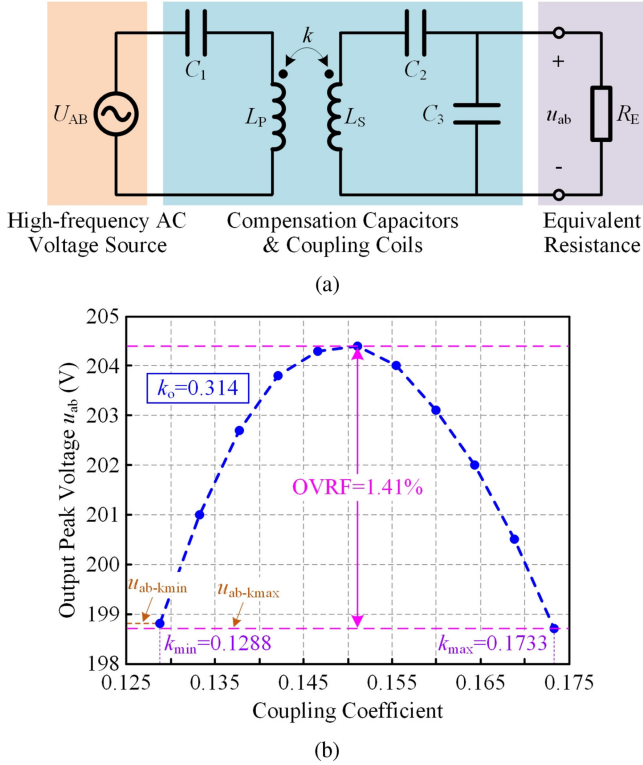 C1
k
C2
UAB
LP
LS
C3
+
uab
-
RE
High-frequency AC
Voltage Source
Compensation Capacitors
& Coupling Coils
Equivalent
Resistance
(a)
Output Peak Voltage uab (V)
205
204
203
202
201
200
199
198
ko=0.314
OVRF=1.41%
uab-kmin
uab-kmax
kmin=0.1288
kmax=0.1733
0.125
0.135
0.145
0.155
0.165
0.175
Coupling Coefficient
(b)